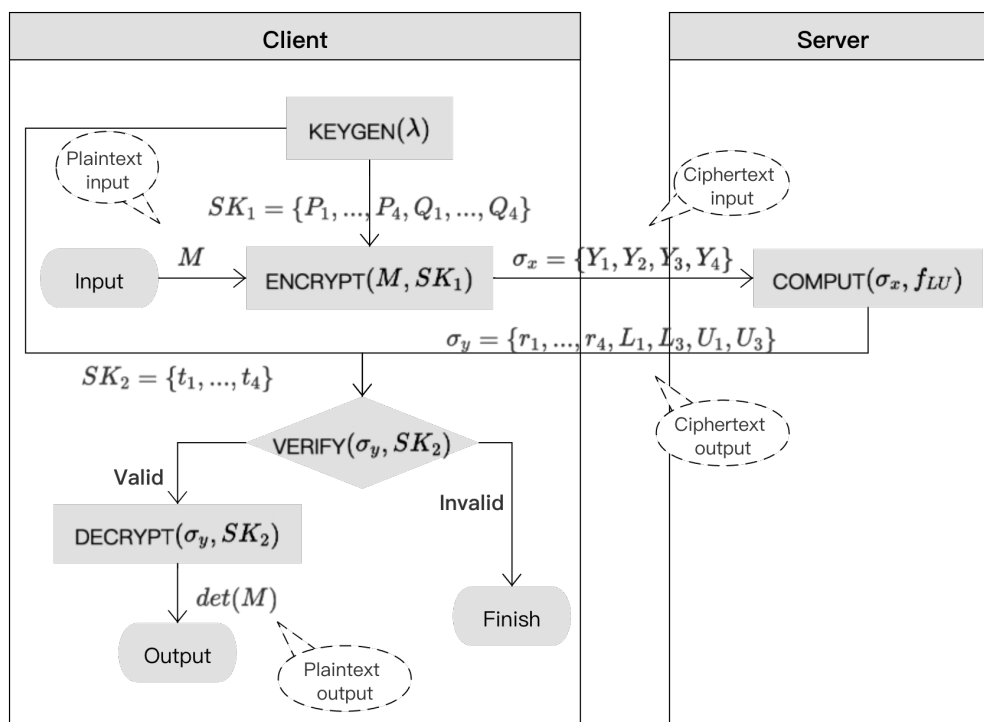 Client
Server
KEYGEN(λ)
Plaintext
input
Ciphertext
input
SK₁ = {P₁, ..., P₄, Q₁, ..., Q₄}
Input
M
ENCRYPT(M, SK₁)
σₓ = {Y₁, Y₂, Y₃, Y₄}
COMPUT(σₓ, f_{LU})
σ_y = {r₁, ..., r₄, L₁, L₃, U₁, U₃}
SK₂ = {t₁, ..., t₄}
Ciphertext
output
VERIFY(σ_y, SK₂)
Valid
Invalid
DECRYPT(σ_y, SK₂)
det(M)
Finish
Output
Plaintext
output